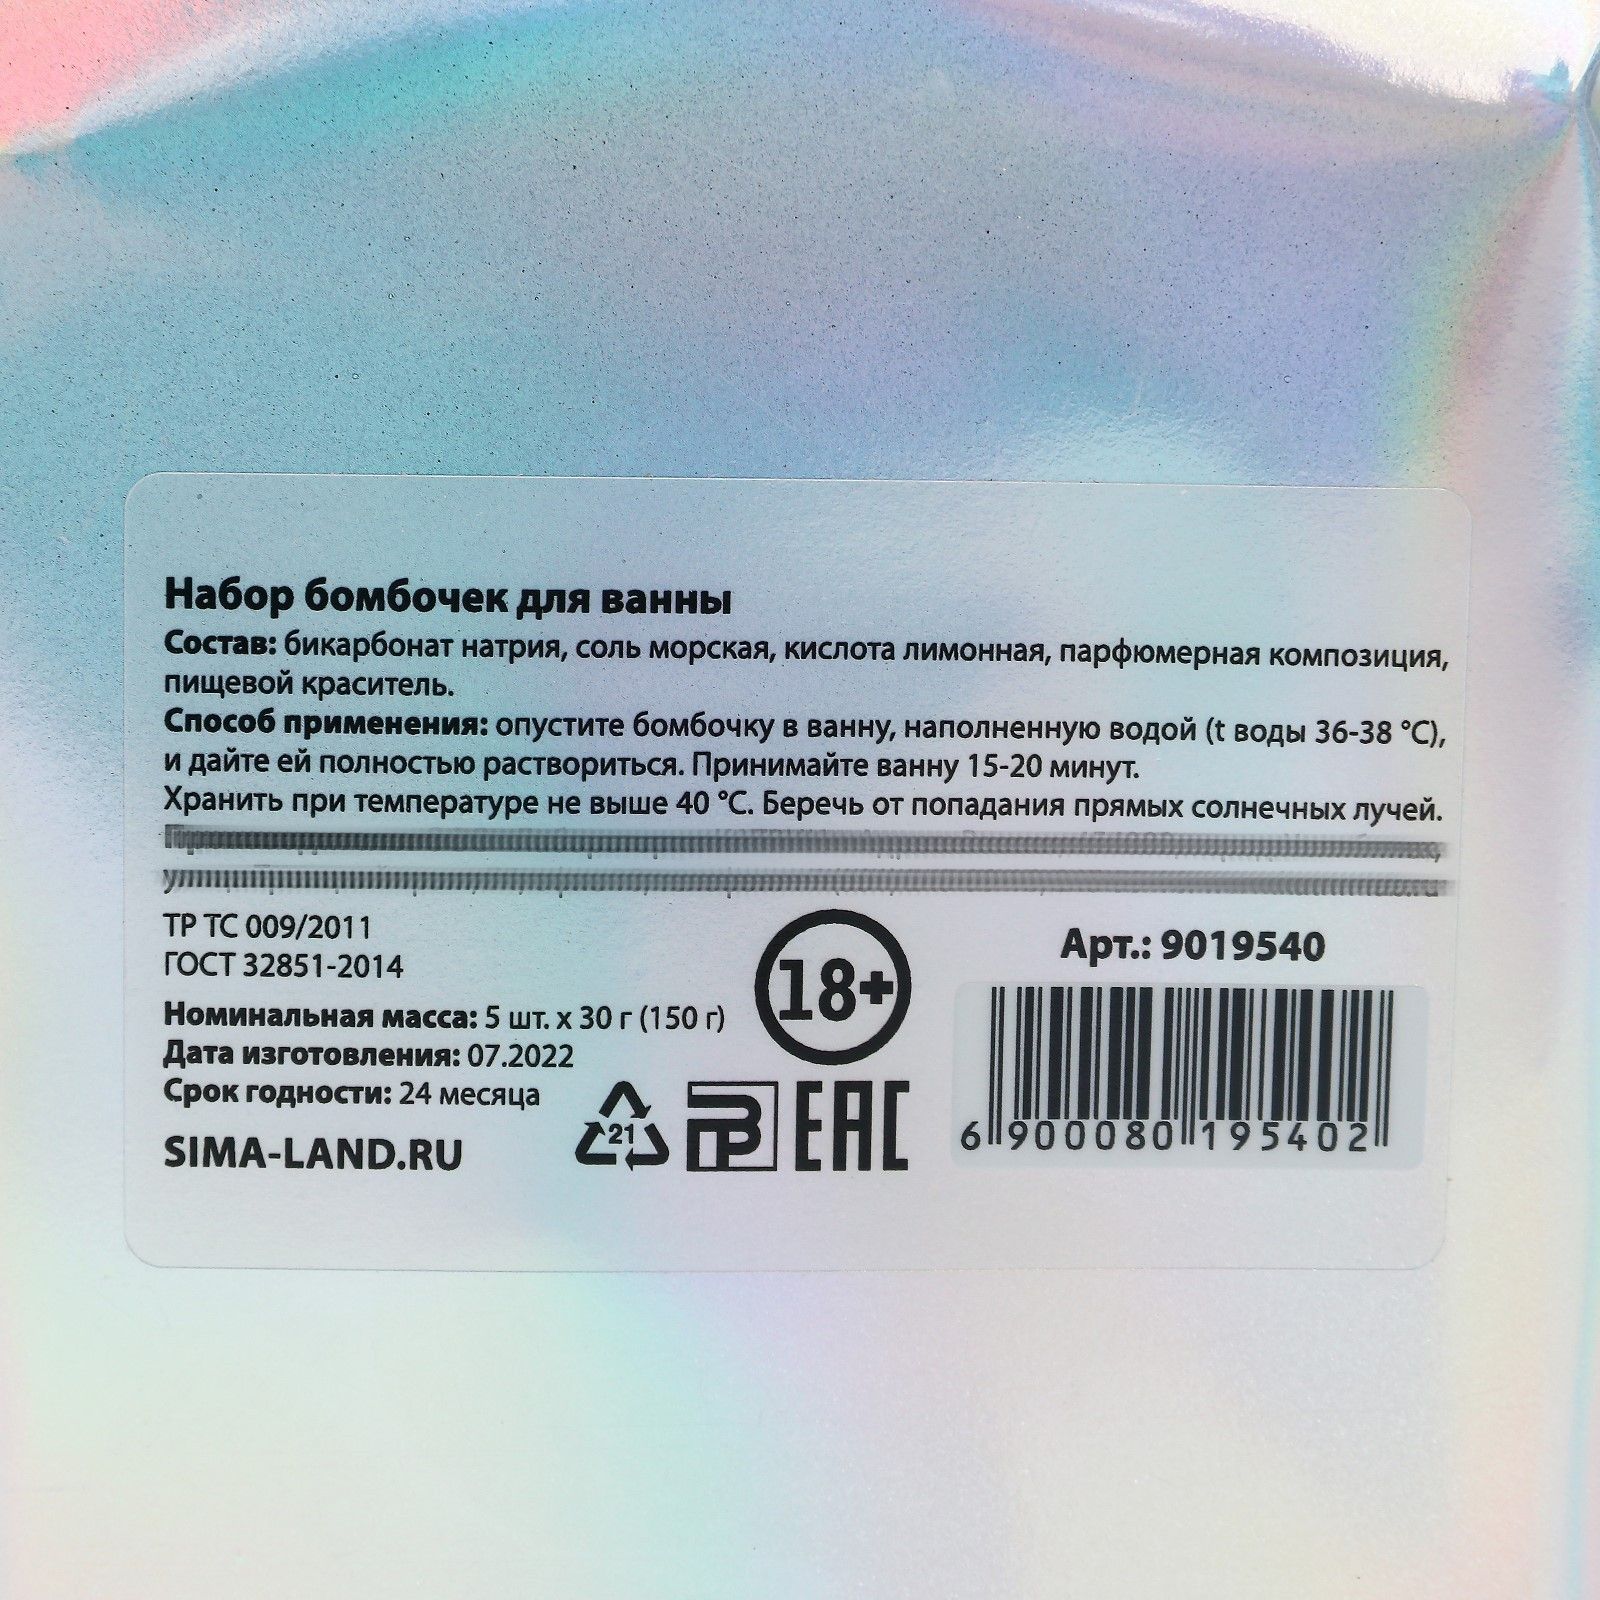 Набор бомбочек для ванны
Состав: бикарбонат натрия, соль морская, кислота лимонная, парфюмерная композиция,
пищевой краситель.
Способ применения: опустите бомбочку в ванну, наполненную водой (t воды 36-38 °С),
и дайте ей полностью раствориться. Принимайте ванну 15-20 минут.
Хранить при температуре не выше 40 °С. Беречь от попадания прямых солнечных лучей.
ТР ТС 009/2011
ГОСТ 32851-2014
Номинальная масса: 5 шт. х 30 г (150 г)
Дата изготовления: 07.2022
Срок годности: 24 месяца
SIMA-LAND.RU
18+
21
ЕАС
Арт.: 9019540
6 900080 195402